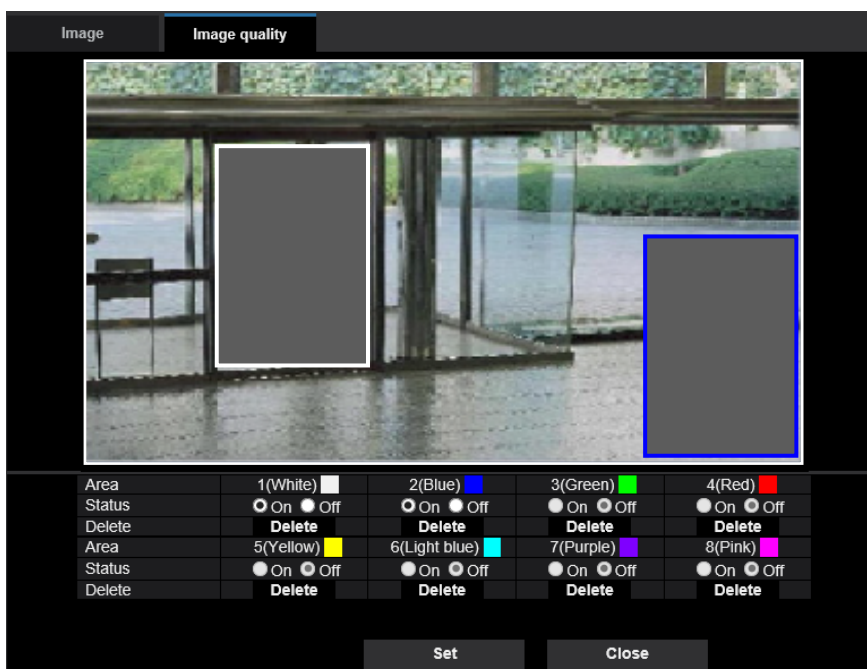 Image Image quality
Area 1(White) 2(Blue) 3(Green) 4(Red)
Status On Off On Off On Off On Off
Delete Delete Delete Delete Delete
Area 5(Yellow) 6(Light blue) 7(Purple) 8(Pink)
Status On Off On Off On Off On Off
Delete Delete Delete Delete Delete
Set Close